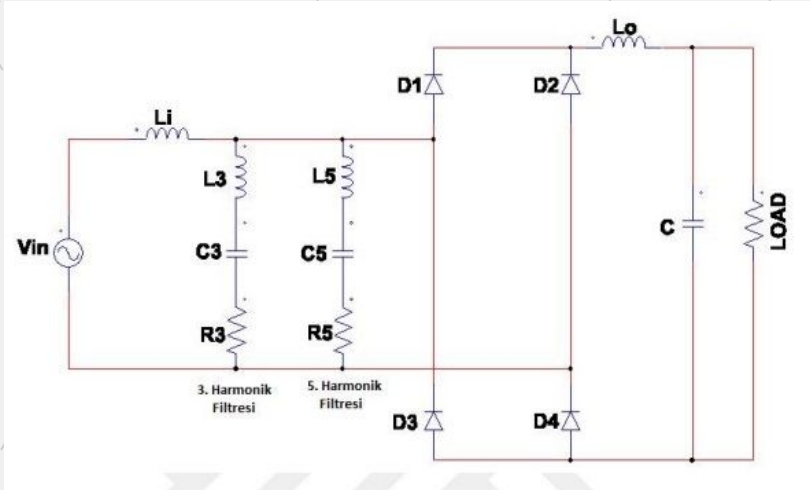 Lo
D1
D2
Li
L3
L5
Vin
C3
C5
C
LOAD
R3
R5
3. Harmonik
Filtresi
5. Harmonik
Filtresi
D3
D4